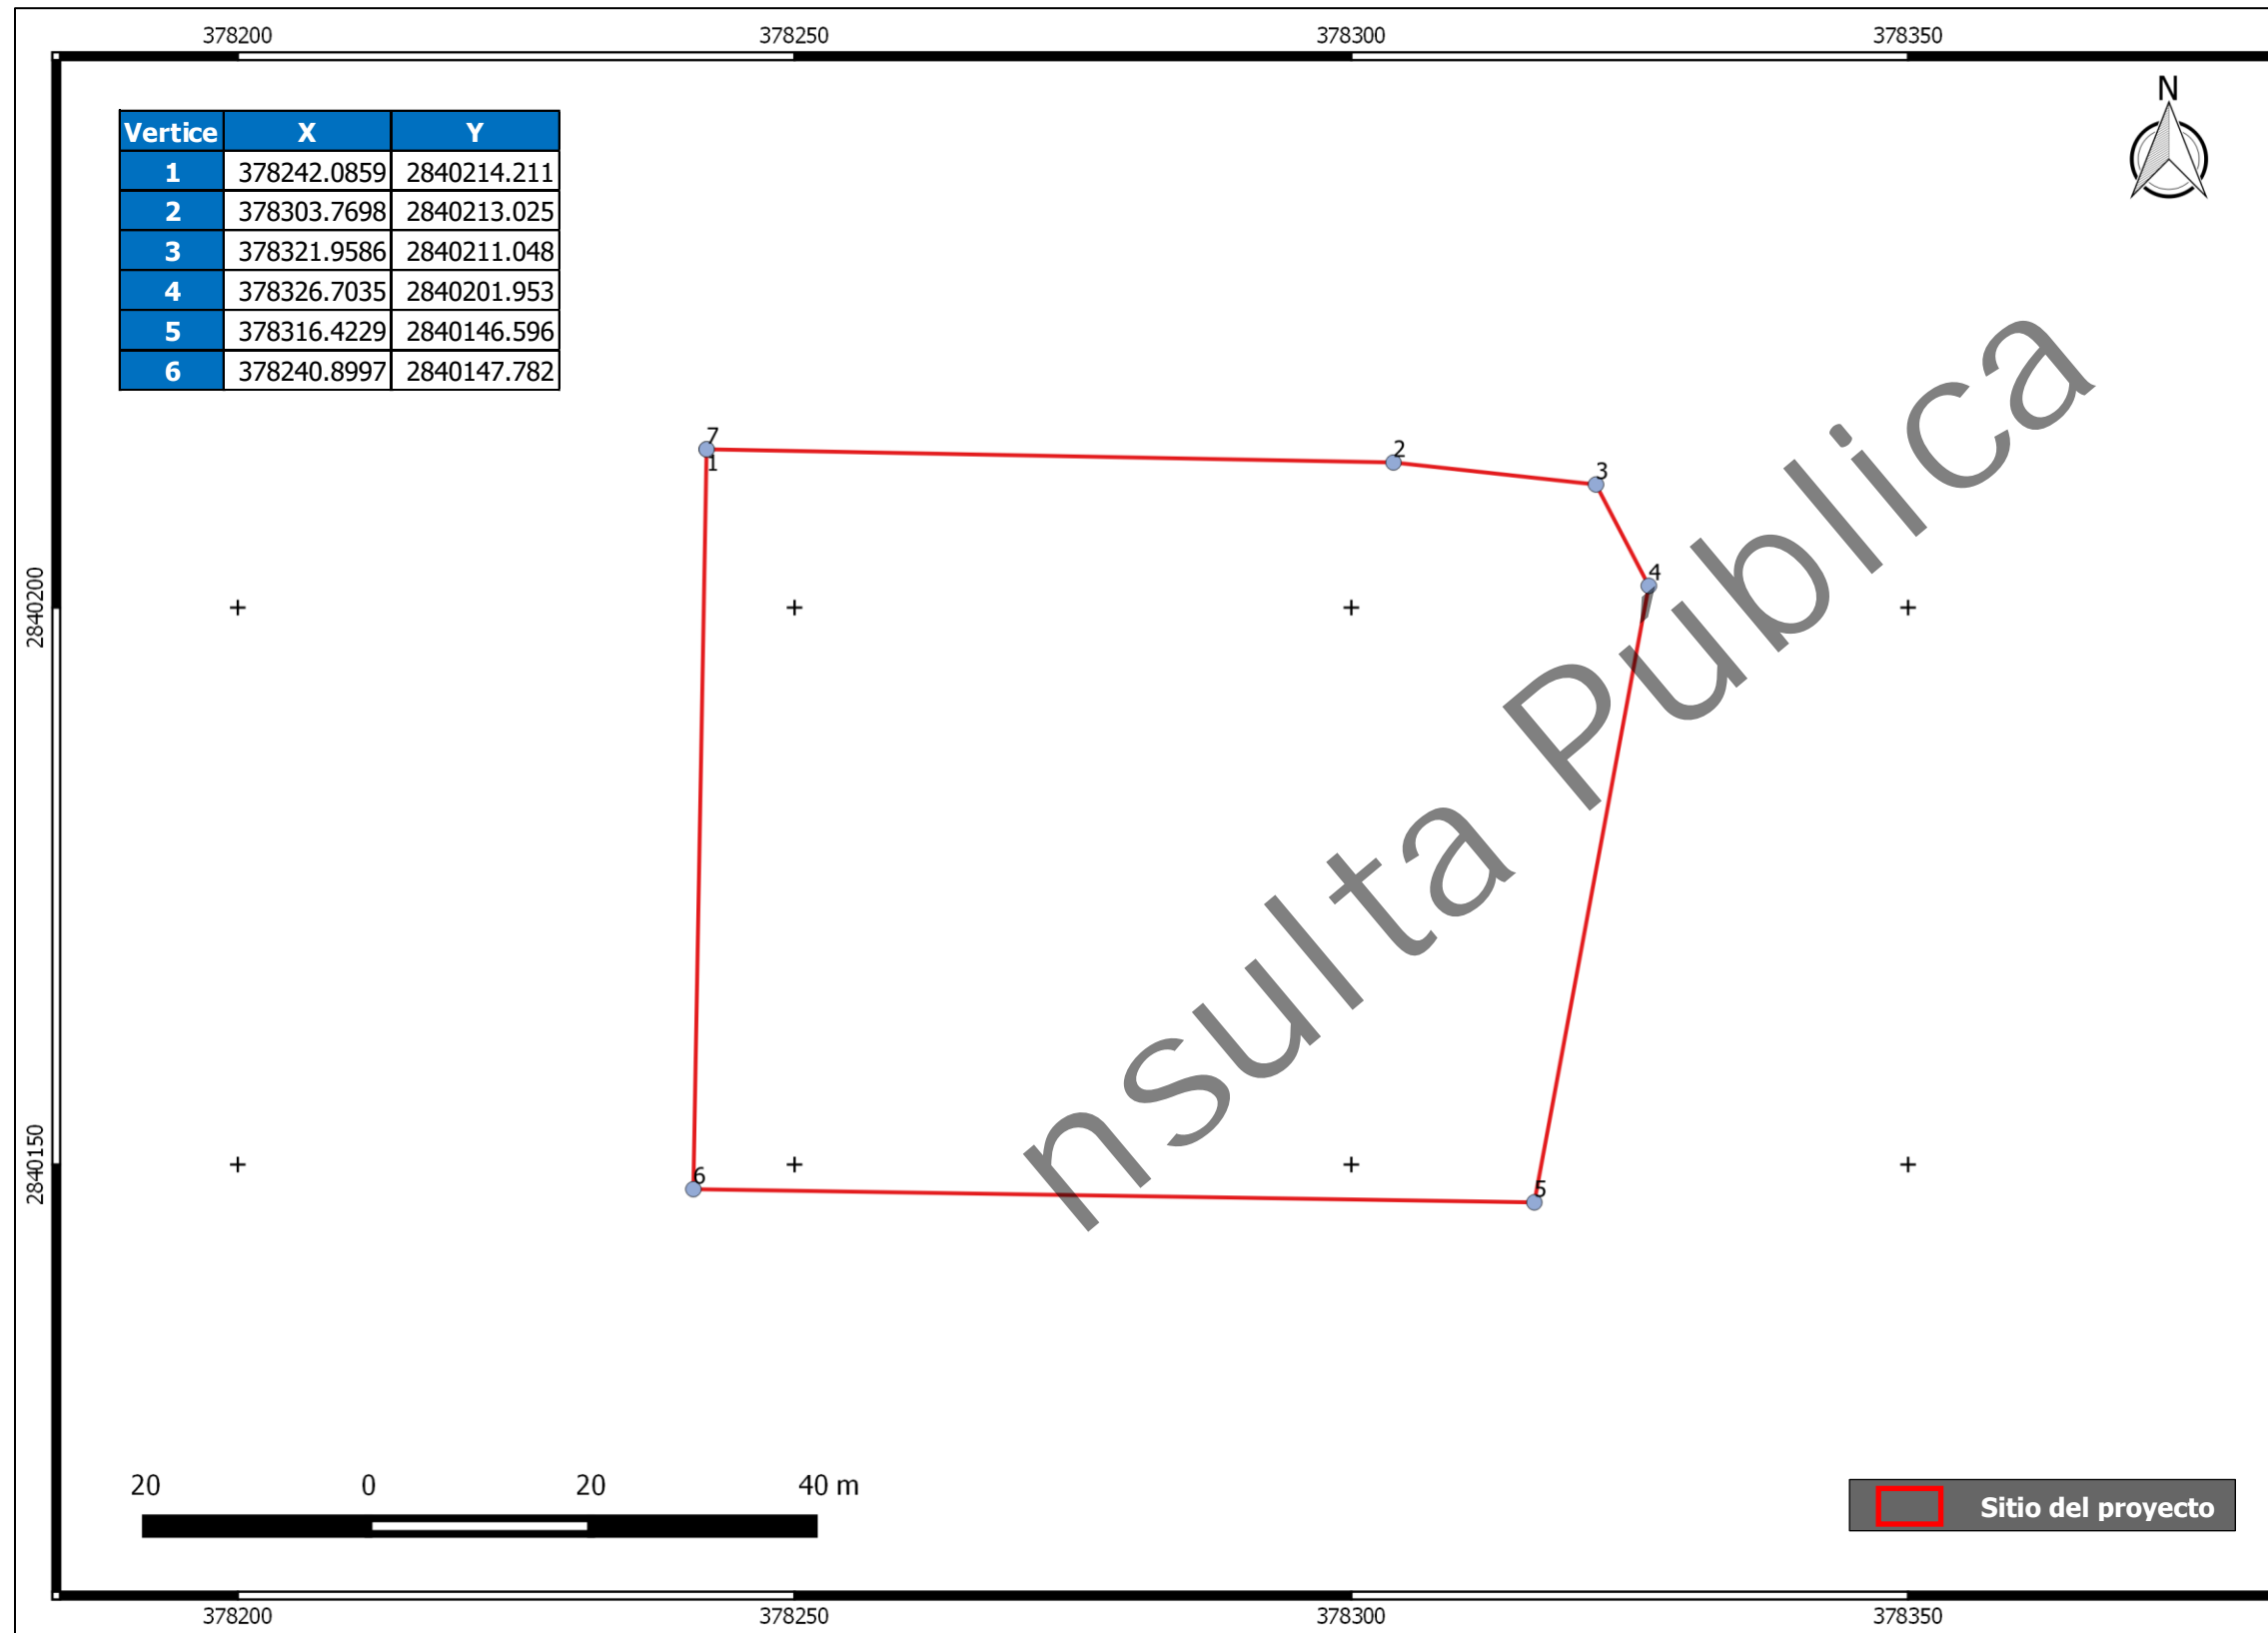 378200 378250 378300 378350
N
Vertice X Y
1 378242.0859 2840214.211
2 378303.7698 2840213.025
3 378321.9586 2840211.048
4 378326.7035 2840201.953
5 378316.4229 2840146.596
6 378240.8997 2840147.782
7
1
2
3
4
2840200
nsulta Publica
2840150
6
5
20 0 20 40 m
Sitio del proyecto
378200 378250 378300 378350